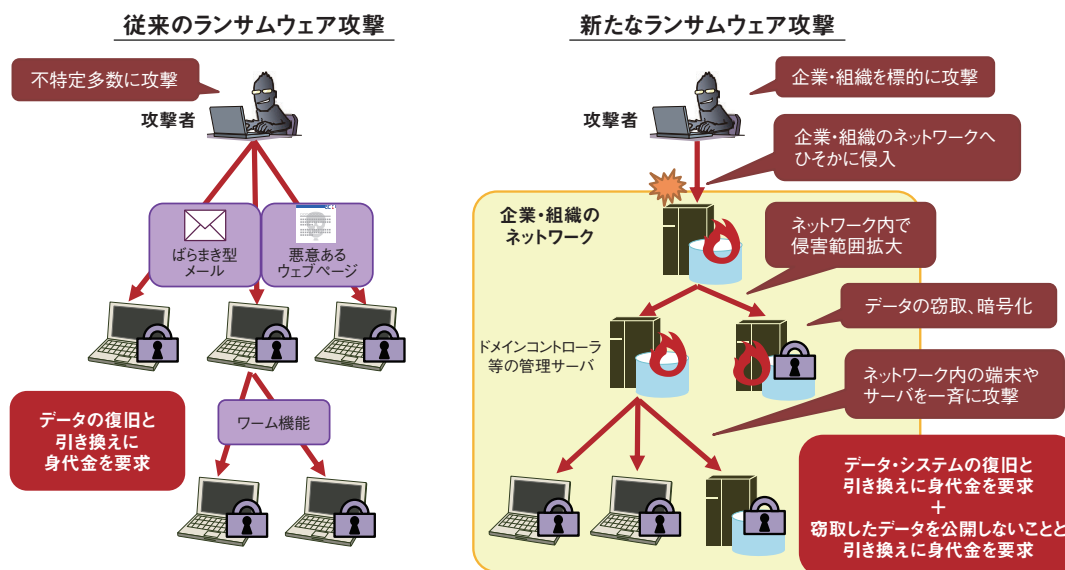 従来のランサムウェア攻撃
不特定多数に攻撃
攻撃者
ばらまき型
メール
悪意ある
ウェブページ
ワーム機能
データの復旧と
引き換えに
身代金を要求
新たなランサムウェア攻撃
企業・組織を標的に攻撃
攻撃者
企業・組織のネットワークへ
ひそかに侵入
企業・組織の
ネットワーク
ネットワーク内で
侵害範囲拡大
データの窃取、暗号化
ドメインコントローラ
等の管理サーバ
ネットワーク内の端末や
サーバを一斉に攻撃
データ・システムの復旧と
引き換えに身代金を要求
+
窃取したデータを公開しないことと
引き換えに身代金を要求